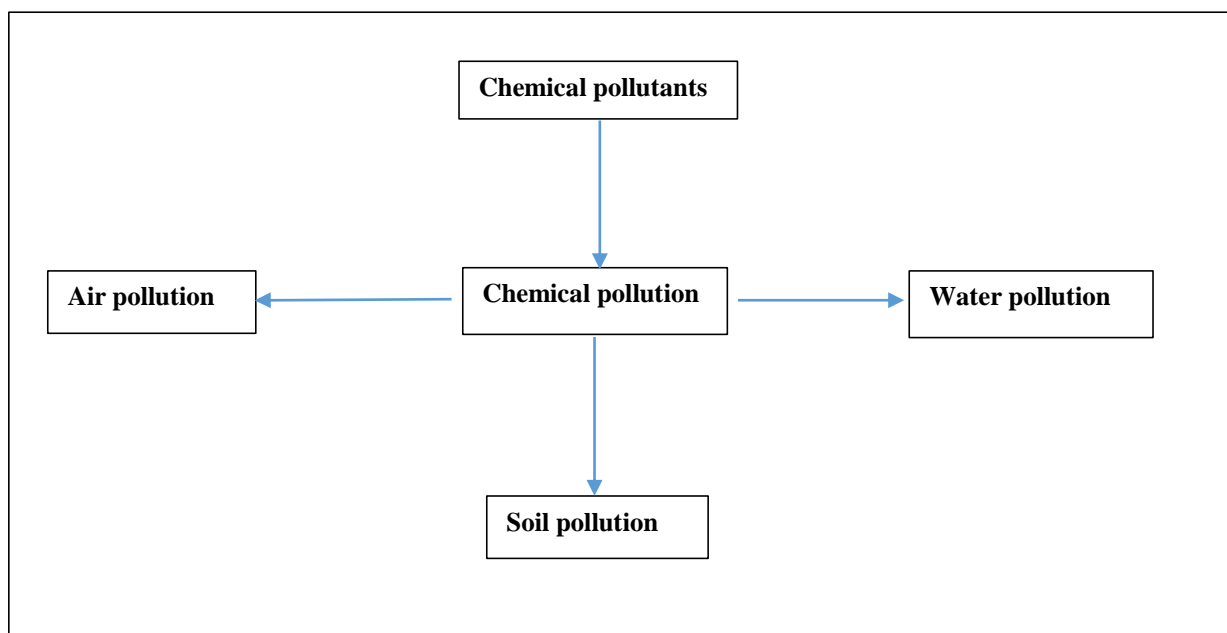 Chemical pollutants
Air pollution
Chemical pollution
Water pollution
Soil pollution